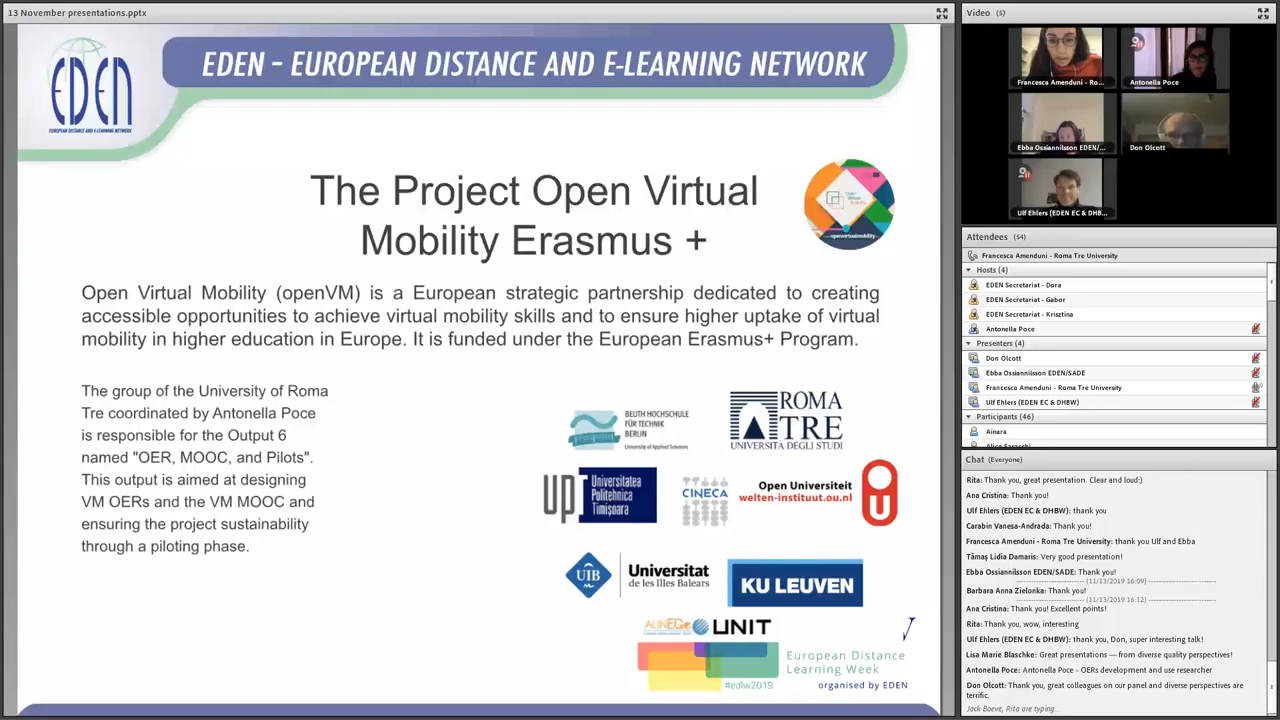 13 November presentations.pptx
EDEN
EUROPEAN DISTANCE AND E-LEARNING NETWORK
EDEN – EUROPEAN DISTANCE AND E-LEARNING NETWORK
The Project Open Virtual
Mobility Erasmus +
Open Virtual Mobility
openvirtualmobility
Open Virtual Mobility (openVM) is a European strategic partnership dedicated to creating
accessible opportunities to achieve virtual mobility skills and to ensure higher uptake of virtual
mobility in higher education in Europe. It is funded under the European Erasmus+ Program.
The group of the University of Roma
Tre coordinated by Antonella Poce
is responsible for the Output 6
named "OER, MOOC, and Pilots".
This output is aimed at designing
VM OERs and the VM MOOC and
ensuring the project sustainability
through a piloting phase.
BEUTH HOCHSCHULE
FÜR TECHNIK
BERLIN
University of Applied Sciences
ROMA
TRE
UNIVERSITÀ DEGLI STUDI
UPT
Universitatea
Politehnica
Timişoara
CINECA
Open Universiteit
welten-instituut.ou.nl
UIB
Universitat
de les Illes Balears
KU LEUVEN
UNIT
European Distance
Learning Week
#edlw2019
organised by EDEN
Video (5)
Francesca Amenduni - Ro...
Antonella Poce
Ebba Ossiannilsson EDEN/...
Don Olcott
Ulf Ehlers (EDEN EC & DHB...
Attendees (54)
Francesca Amenduni - Roma Tre University
Hosts (4)
EDEN Secretariat - Dora
EDEN Secretariat - Gabor
EDEN Secretariat - Krisztina
Antonella Poce
Presenters (4)
Don Olcott
Ebba Ossiannilsson EDEN/SADE
Francesca Amenduni - Roma Tre University
Ulf Ehlers (EDEN EC & DHBW)
Participants (46)
Ainara
Alice Saracchi
Chat (Everyone)
Rita: Thank you, great presentation. Clear and loud:)
Ana Cristina: Thank you!
Ulf Ehlers (EDEN EC & DHBW): thank you
Carabin Vanesa-Andrada: Thank you!
Francesca Amenduni - Roma Tre University: thank you Ulf and Ebba
Tămaș Lidia Damaris: Very good presentation!
Ebba Ossiannilsson EDEN/SADE: Thank you!
(11/13/2019 16:09)
Barbara Anna Zielonka: Thank you!
(11/13/2019 16:12)
Ana Cristina: Thank you! Excellent points!
Rita: Thank you, wow, interesting
Ulf Ehlers (EDEN EC & DHBW): thank you, Don, super interesting talk!
Lisa Marie Blaschke: Great presentations — from diverse quality perspectives!
Antonella Poce: Antonella Poce - OERs development and use researcher
Don Olcott: Thank you, great colleagues on our panel and diverse perspectives are
terrific.
Jack Boeve, Rita are typing...